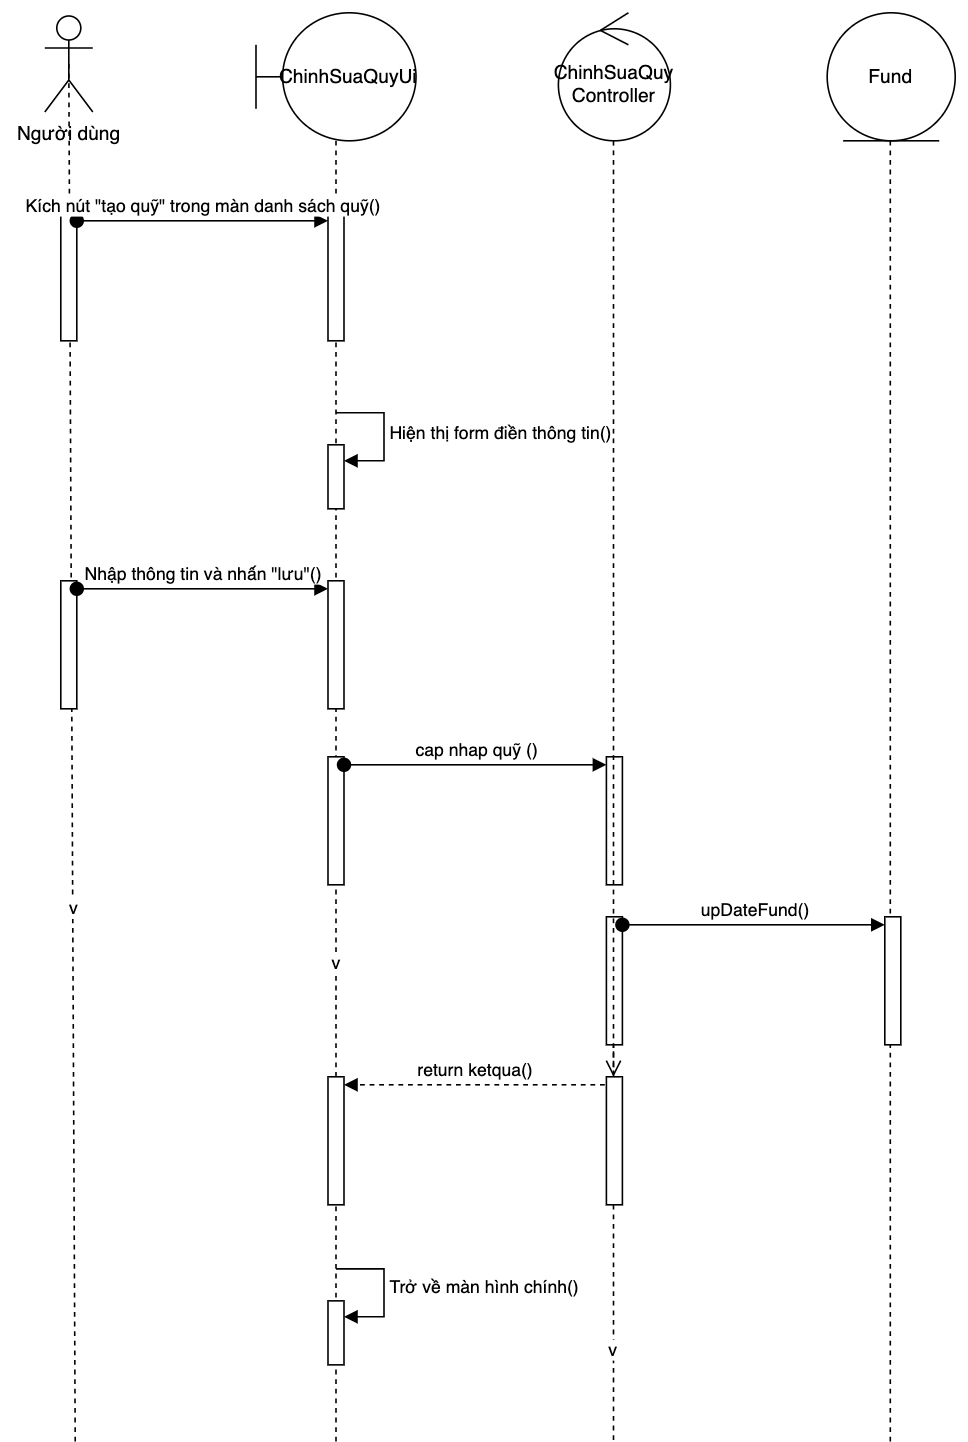 Người dùng
ChinhSuaQuyUi
ChinhSuaQuy
Controller
Fund
Kích nút "tạo quỹ" trong màn danh sách quỹ()
Hiện thị form điền thông tin()
Nhập thông tin và nhấn "lưu"()
cap nhap quỹ ()
v
upDateFund()
v
return ketqua()
Trở về màn hình chính()
v